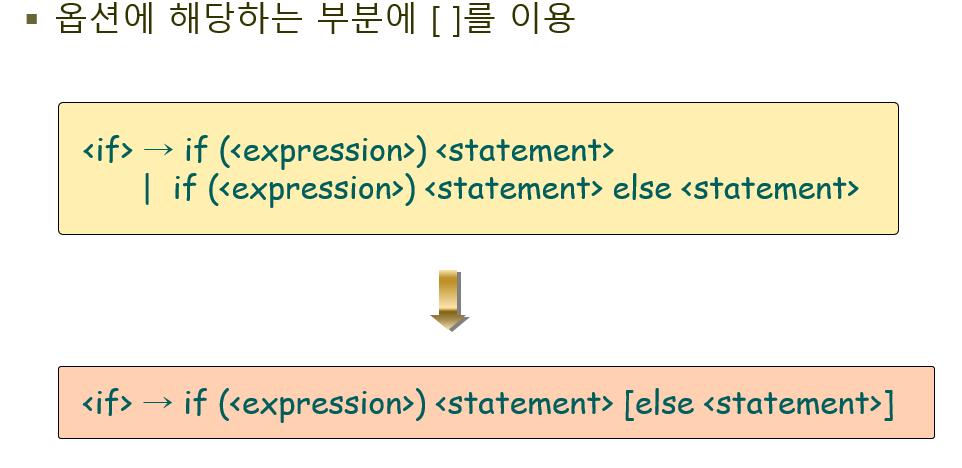 ▪ 옵션에 해당하는 부분에 [ ]를 이용
<if> → if (<expression>) <statement>
| if (<expression>) <statement> else <statement>
<if> → if (<expression>) <statement> [else <statement>]